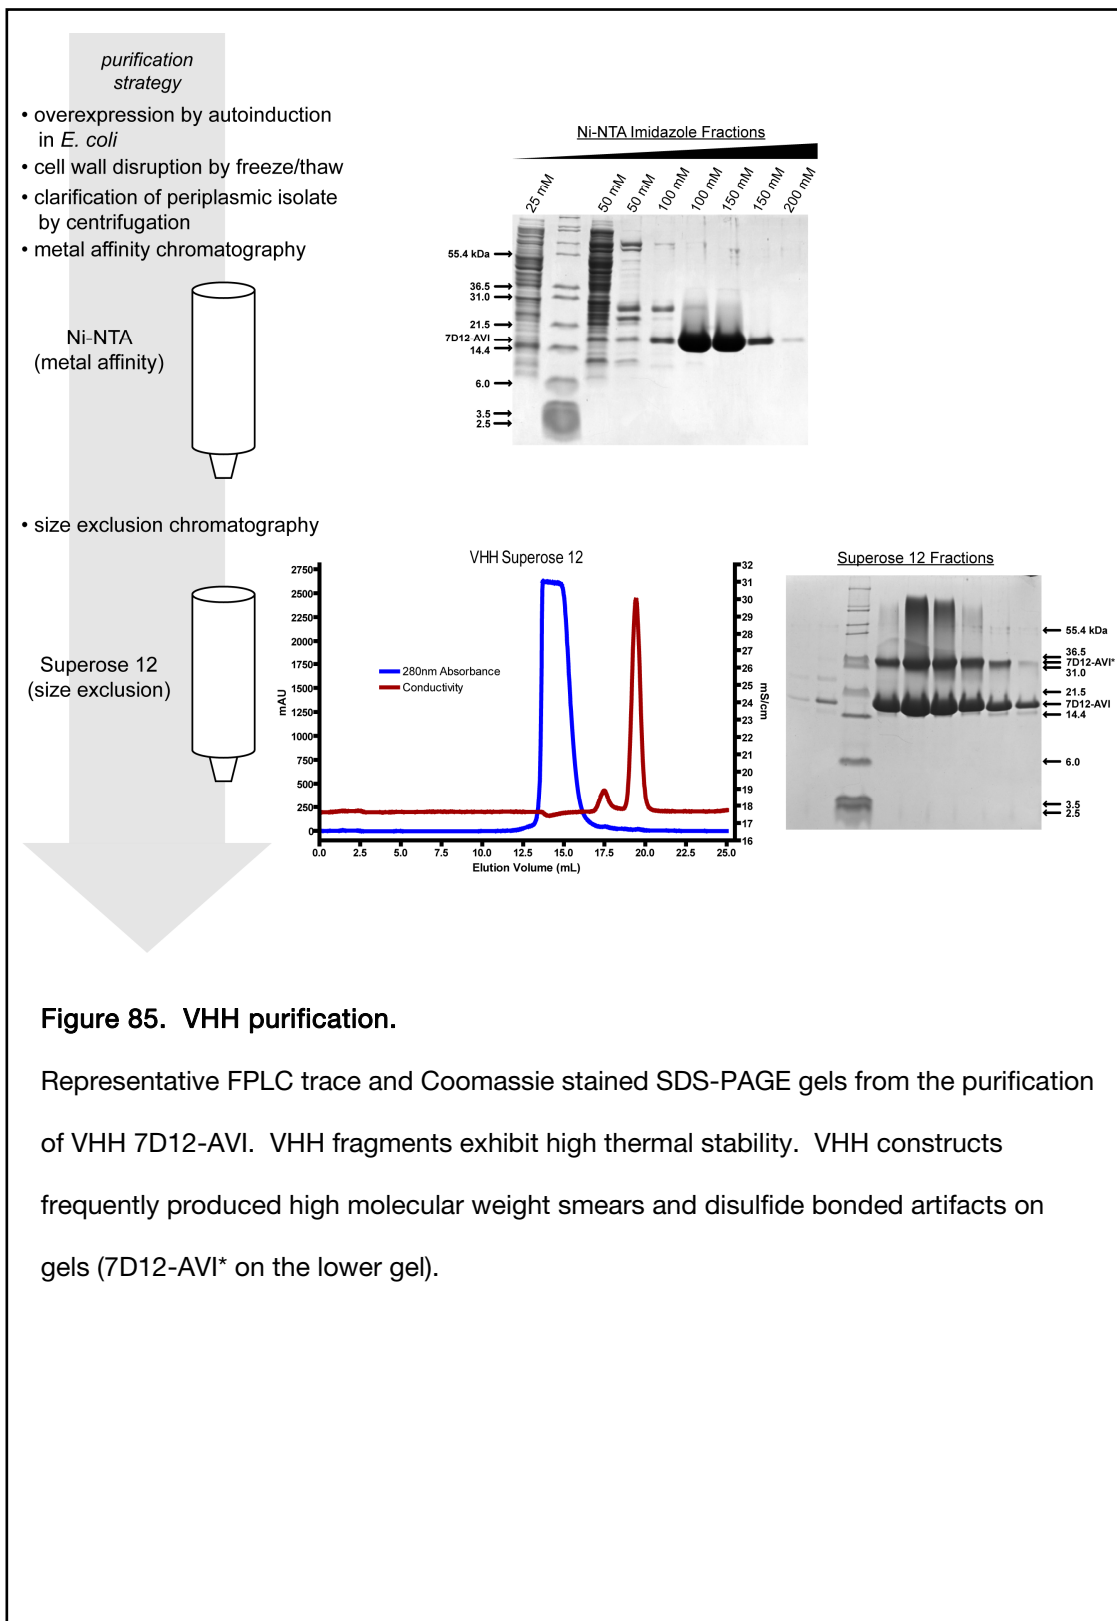 purification
strategy
• overexpression by autoinduction
in E. coli
• cell wall disruption by freeze/thaw
• clarification of periplasmic isolate
by centrifugation
• metal affinity chromatography
Ni-NTA
(metal affinity)
Ni-NTA Imidazole Fractions
25 mM
50 mM
50 mM
100 mM
100 mM
150 mM
150 mM
200 mM
55.4 kDa
36.5
31.0
21.5
7D12-AVI
14.4
6.0
3.5
2.5
• size exclusion chromatography
Superose 12
(size exclusion)
VHH Superose 12
2750
2500
2250
2000
1750
1500
1250
1000
750
500
250
0
mAU
280nm Absorbance
Conductivity
32
31
30
29
28
27
26
25
24
23
22
21
20
19
18
17
16
mS/cm
0.0
2.5
5.0
7.5
10.0
12.5
15.0
17.5
20.0
22.5
25.0
Elution Volume (mL)
Superose 12 Fractions
55.4 kDa
36.5
7D12-AVI*
31.0
21.5
7D12-AVI
14.4
6.0
3.5
2.5
Figure 85. VHH purification.
Representative FPLC trace and Coomassie stained SDS-PAGE gels from the purification
of VHH 7D12-AVI. VHH fragments exhibit high thermal stability. VHH constructs
frequently produced high molecular weight smears and disulfide bonded artifacts on
gels (7D12-AVI* on the lower gel).